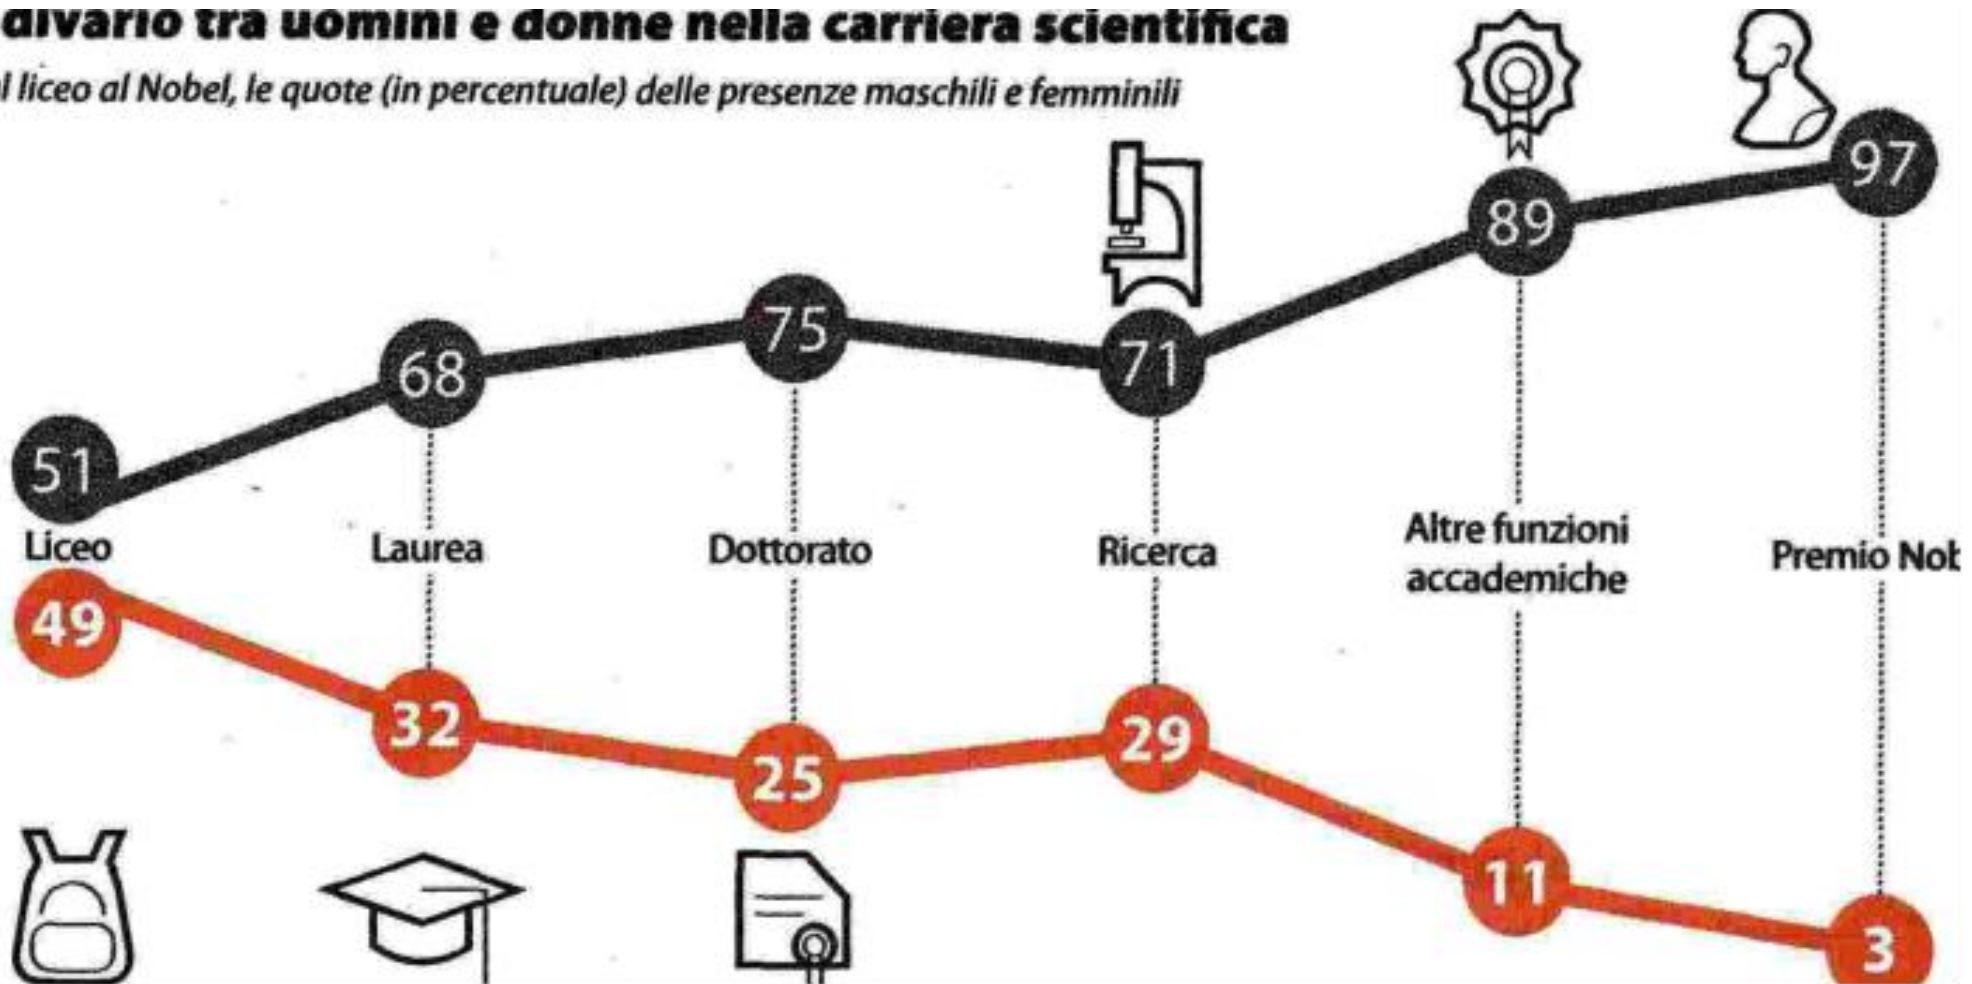 divario tra uomini e donne nella carriera scientifica
l liceo al Nobel, le quote (in percentuale) delle presenze maschili e femminili
51
68
75
71
89
97
Liceo
Laurea
Dottorato
Ricerca
Altre funzioni
accademiche
Premio Nob
49
32
25
29
11
3